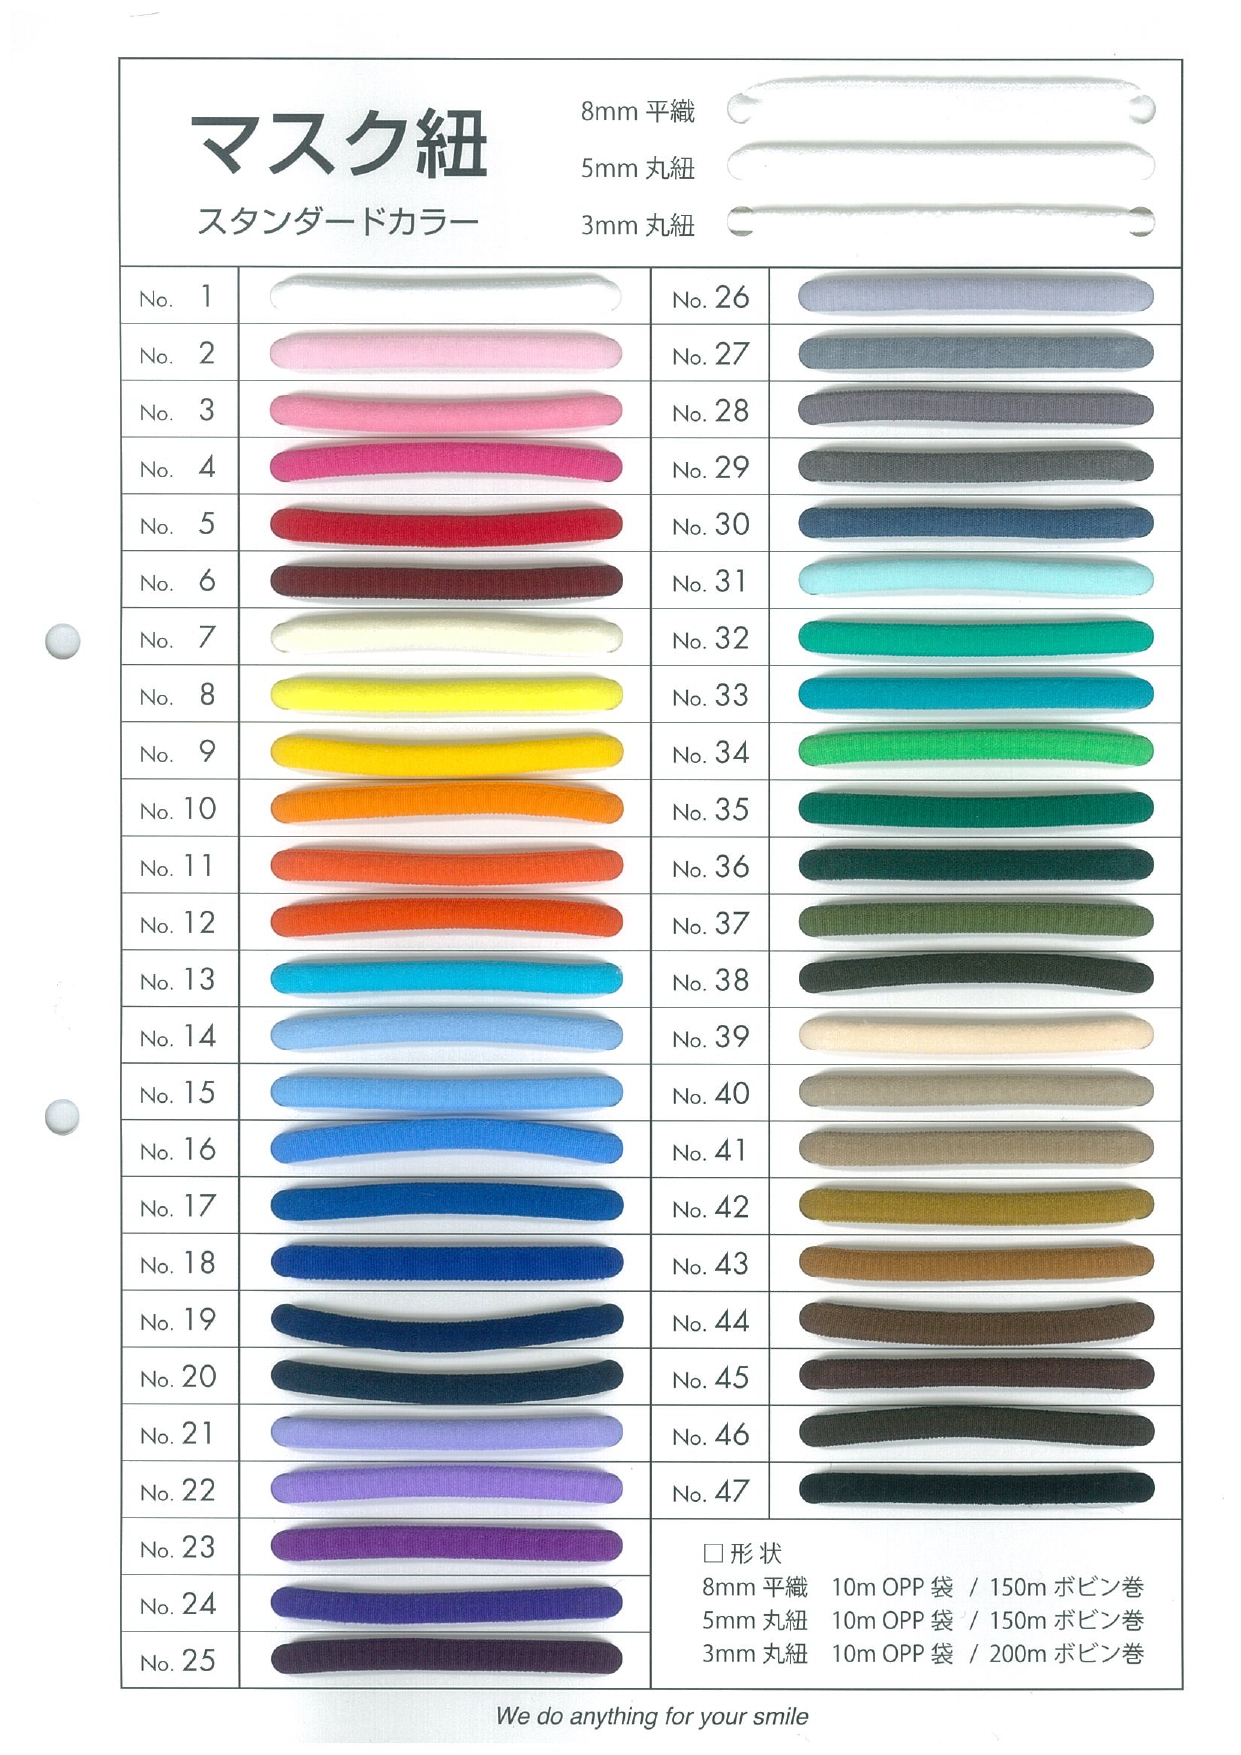 マスク紐
スタンダードカラー
8mm 平織
5mm 丸紐
3mm 丸紐
No. 1
No. 2
No. 3
No. 4
No. 5
No. 6
No. 7
No. 8
No. 9
No. 10
No. 11
No. 12
No. 13
No. 14
No. 15
No. 16
No. 17
No. 18
No. 19
No. 20
No. 21
No. 22
No. 23
No. 24
No. 25
No. 26
No. 27
No. 28
No. 29
No. 30
No. 31
No. 32
No. 33
No. 34
No. 35
No. 36
No. 37
No. 38
No. 39
No. 40
No. 41
No. 42
No. 43
No. 44
No. 45
No. 46
No. 47
□ 形状
8mm 平織 10m OPP 袋 / 150m ボビン巻
5mm 丸紐 10m OPP 袋 / 150m ボビン巻
3mm 丸紐 10m OPP 袋 / 200m ボビン巻
We do anything for your smile